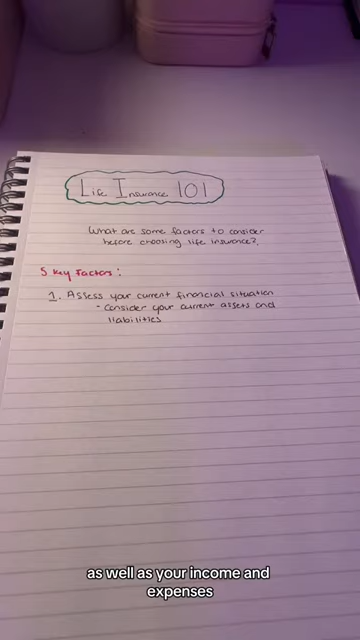 Life Insurance 101
What are some factors to consider
before choosing life insurance?
5 Key Factors:
1. Assess your current financial situation
- Consider your current assets and
liabilities
as well as your income and
expenses